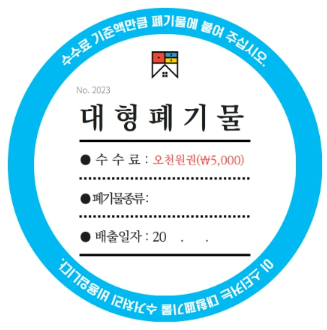 수수료 기준액만큼 폐기물에 붙여 주십시오.
No. 2023
대형폐기물
● 수 수 료 : 오천원권(₩5,000)
● 폐기물종류:
● 배출일자 : 20 . .
이 스티카는 대형폐기물 수거처리 비용입니다.